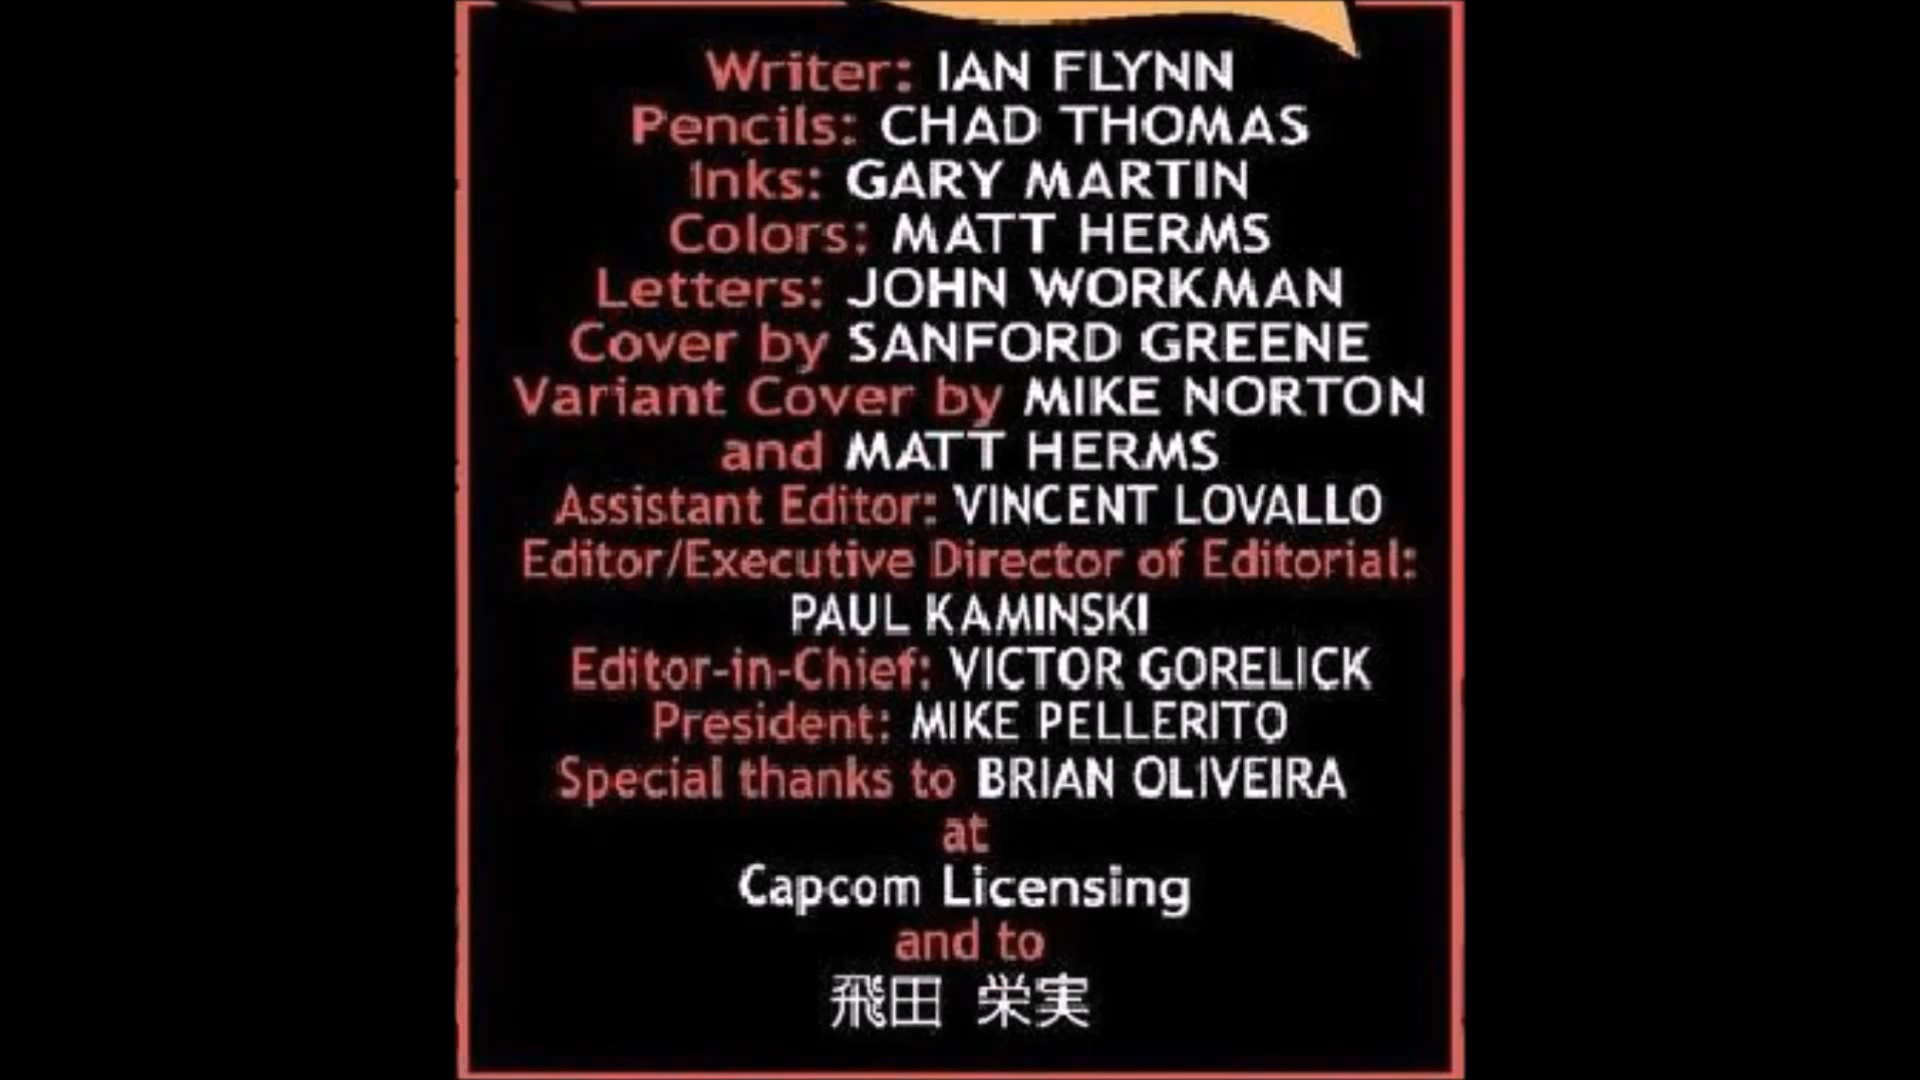 Writer: IAN FLYNN
Pencils: CHAD THOMAS
Inks: GARY MARTIN
Colors: MATT HERMS
Letters: JOHN WORKMAN
Cover by SANFORD GREENE
Variant Cover by MIKE NORTON
and MATT HERMS
Assistant Editor: VINCENT LOVALLO
Editor/Executive Director of Editorial:
PAUL KAMINSKI
Editor-in-Chief: VICTOR GORELICK
President: MIKE PELLERITO
Special thanks to BRIAN OLIVEIRA
at
Capcom Licensing
and to
飛田 栄実